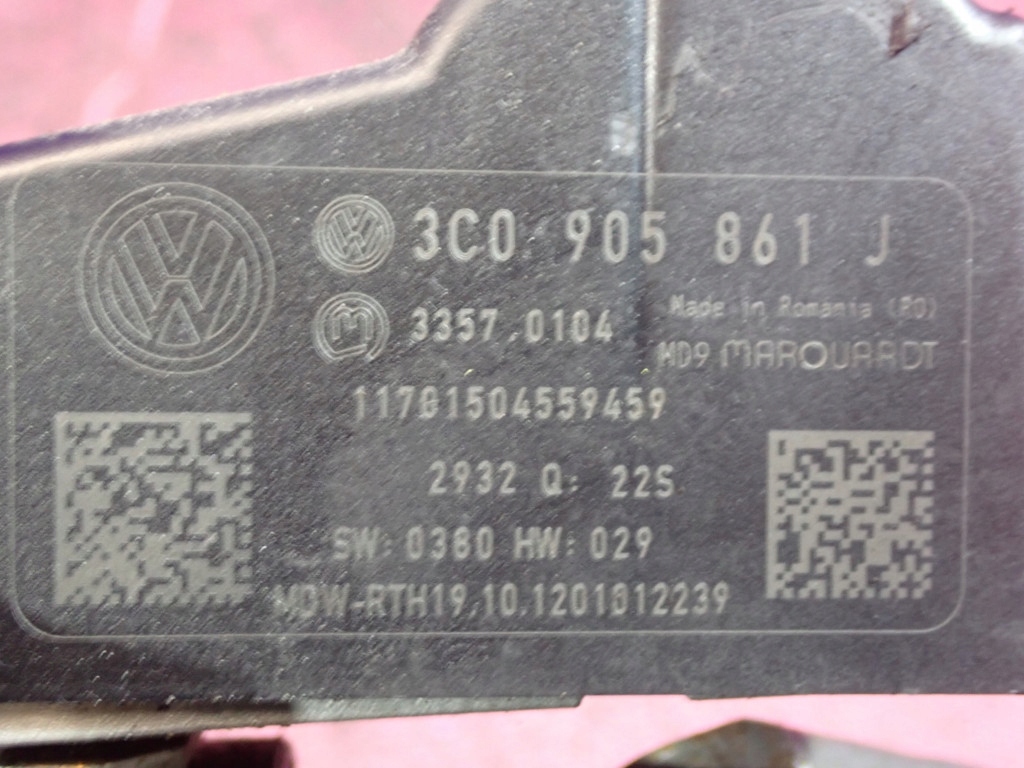 3C0 905 861 J
3357.0104 Made in Romania (RO)
MD9 MARQUARDT
11701504559459
2932 Q: 22S
SW: 0380 HW: 029
MDW-RTH19.10.1201012239